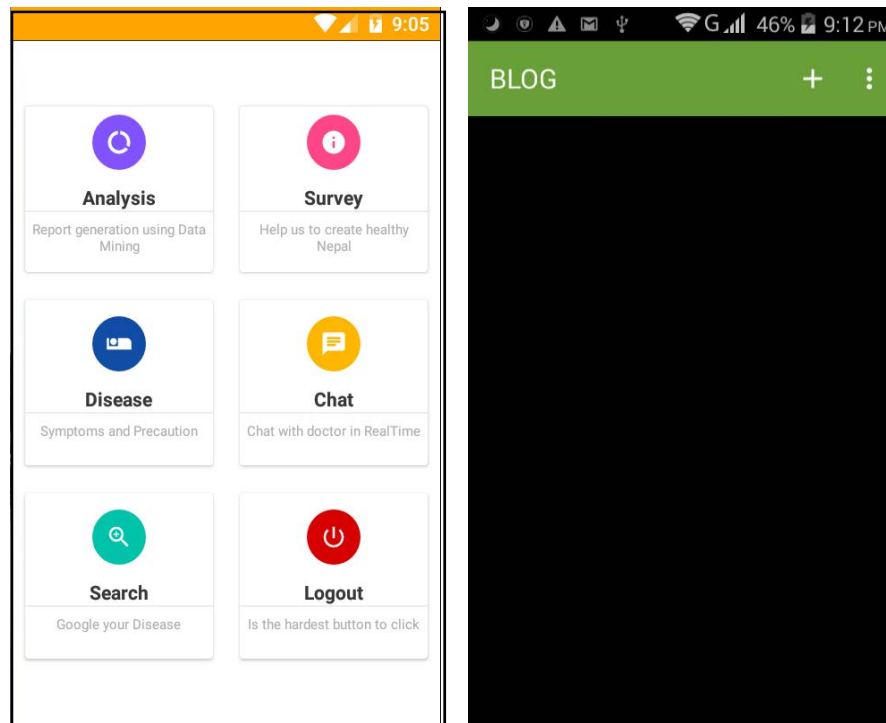 9:05
Analysis
Report generation using Data
Mining
Survey
Help us to create healthy
Nepal
Disease
Symptoms and Precaution
Chat
Chat with doctor in RealTime
Search
Google your Disease
Logout
Is the hardest button to click
G 46% 9:12 PM
BLOG